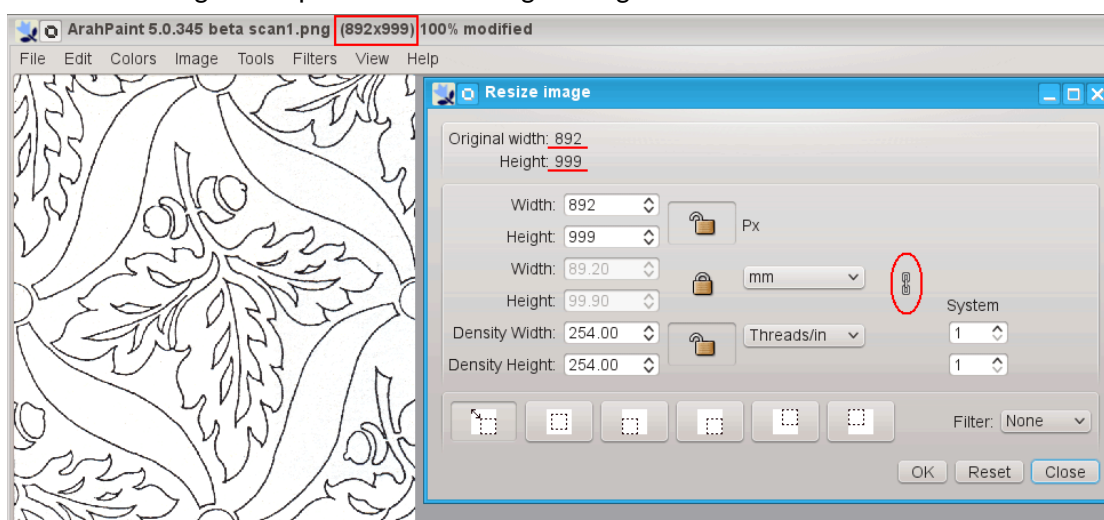 ArahPaint 5.0.345 beta scan1.png (892x999) 100% modified
File Edit Colors Image Tools Filters View Help
Resize image
Original width: 892
Height: 999
Width: 892
Px
Height: 999
Width: 89.20
mm
Height: 99.90
System
Density Width: 254.00 Threads/in 1
Density Height: 254.00 1
Filter: None
OK Reset Close